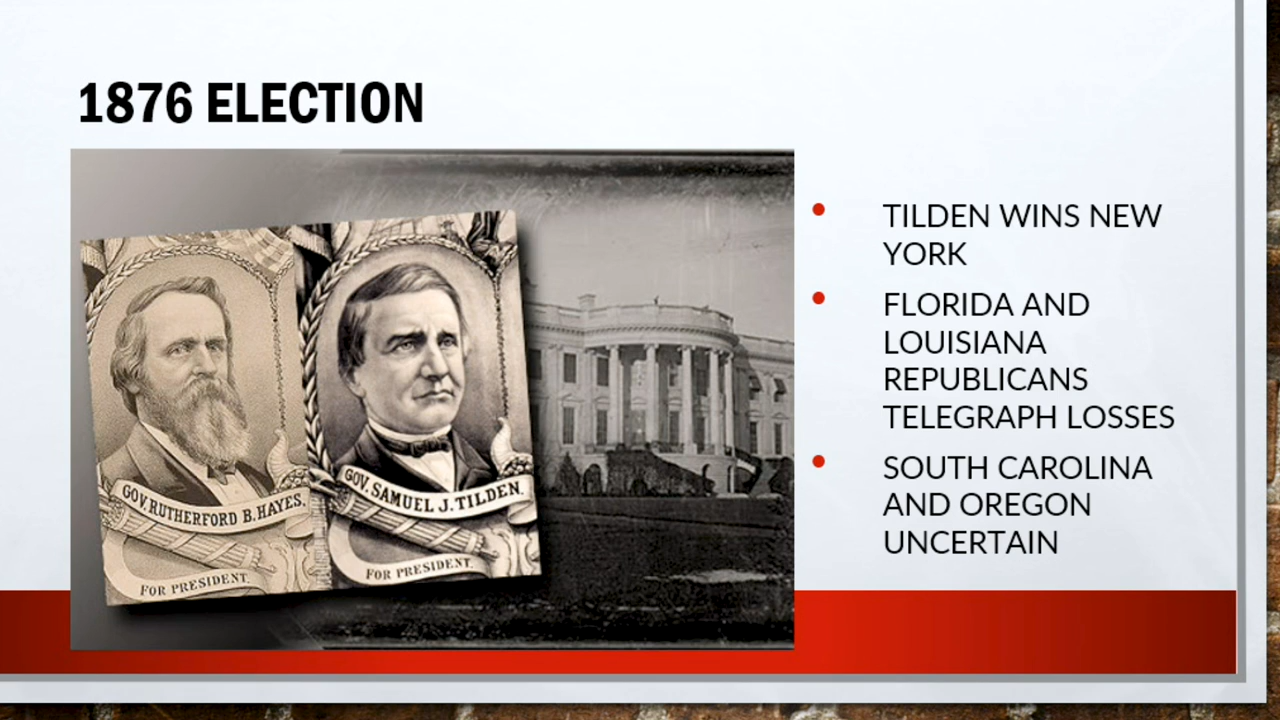 1876 ELECTION
GOV. RUTHERFORD B. HAYES.
FOR PRESIDENT.
GOV. SAMUEL J. TILDEN.
FOR PRESIDENT.
• TILDEN WINS NEW
YORK
• FLORIDA AND
LOUISIANA
REPUBLICANS
TELEGRAPH LOSSES
• SOUTH CAROLINA
AND OREGON
UNCERTAIN